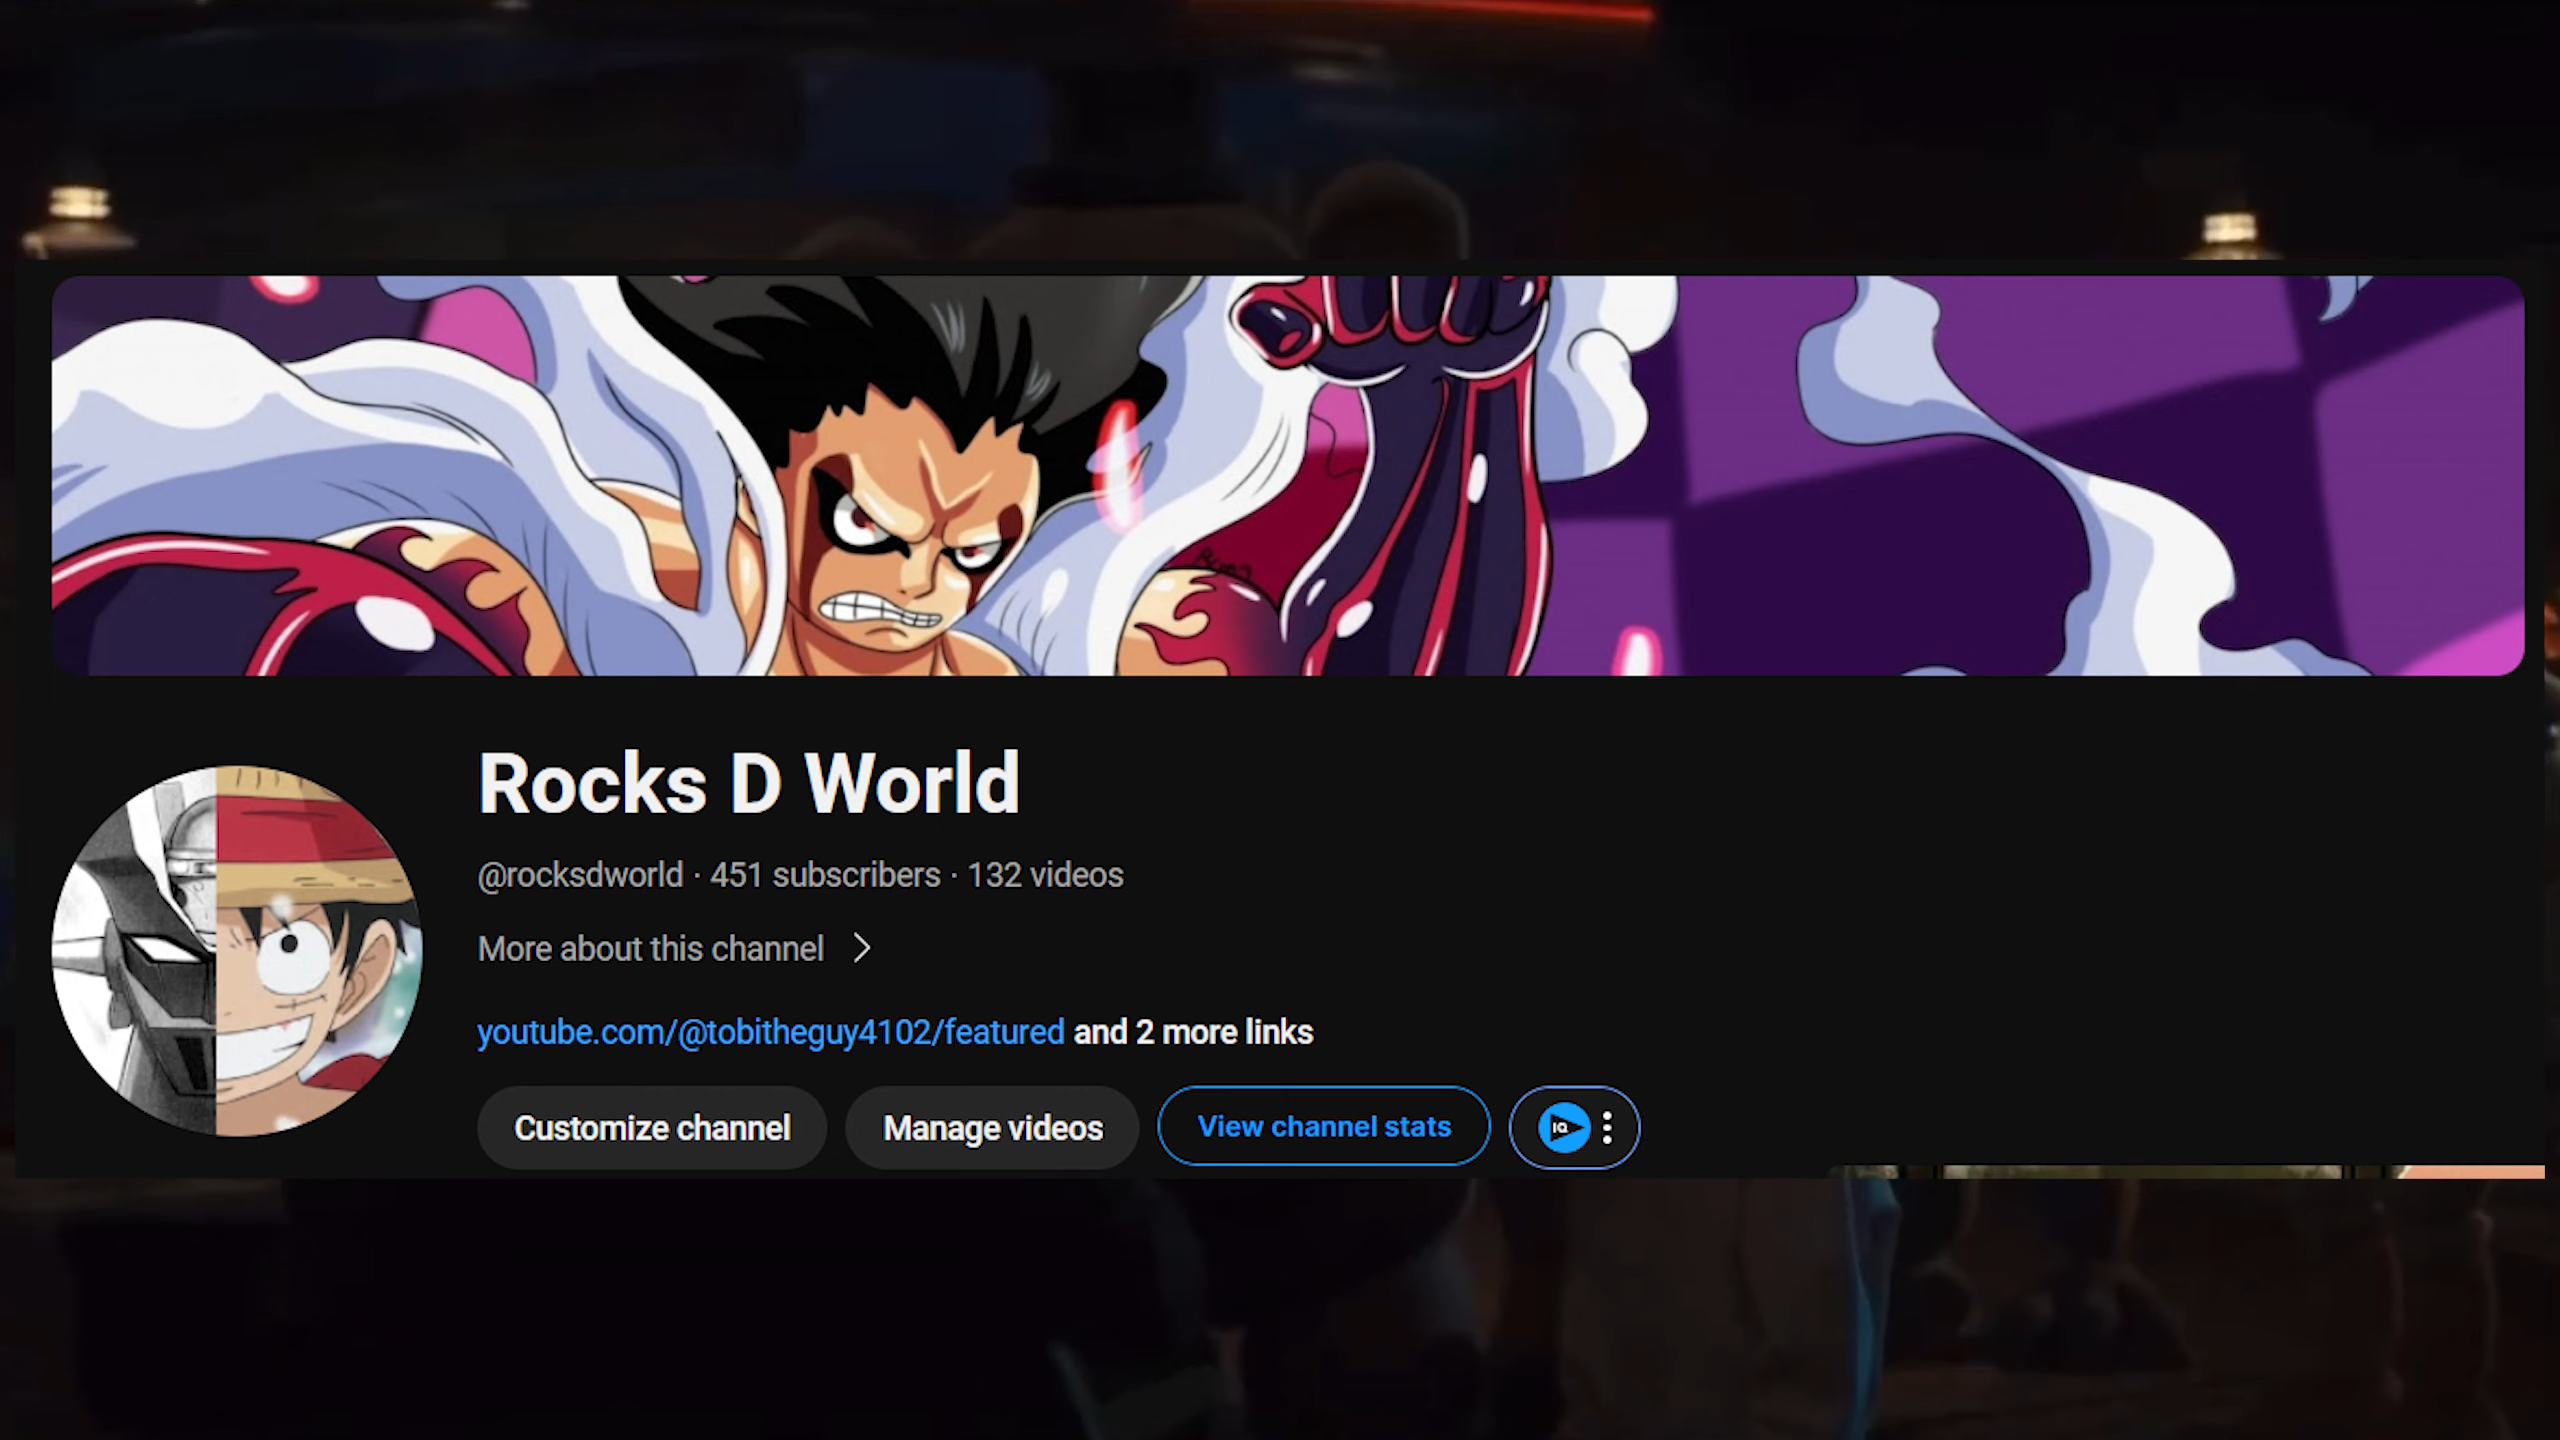 Rocks D World
@rocksdworld · 451 subscribers · 132 videos
More about this channel
youtube.com/@tobitheguy4102/featured and 2 more links
Customize channel Manage videos View channel stats IQ